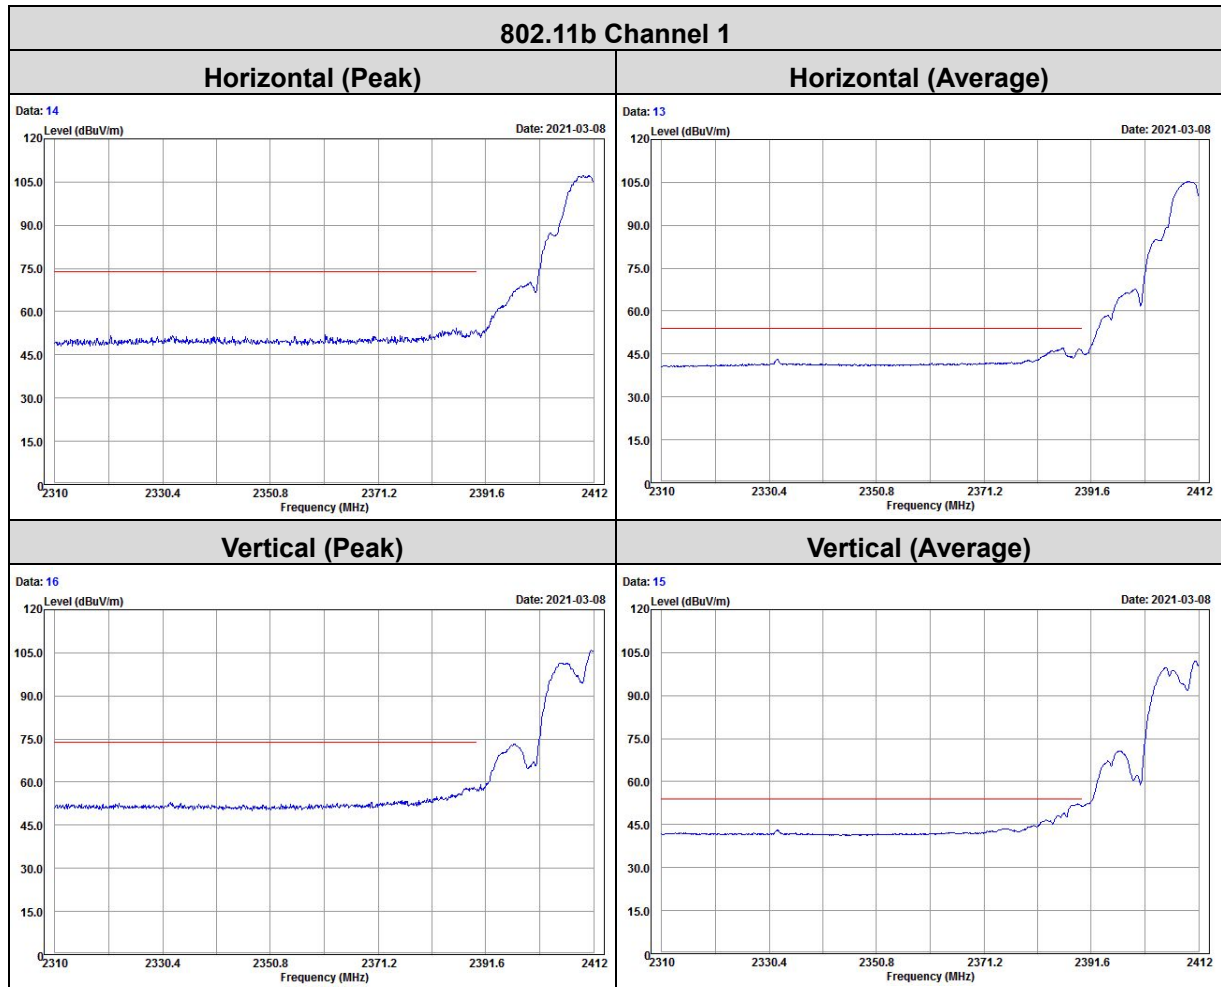 802.11b Channel 1
Horizontal (Peak)
Horizontal (Average)
Data: 14
Level (dBuV/m)
Date: 2021-03-08
120
105.0
90.0
75.0
60.0
45.0
30.0
15.0
0
2310
2330.4
2350.8
2371.2
2391.6
2412
Frequency (MHz)
Data: 13
Level (dBuV/m)
Date: 2021-03-08
120
105.0
90.0
75.0
60.0
45.0
30.0
15.0
0
2310
2330.4
2350.8
2371.2
2391.6
2412
Frequency (MHz)
Vertical (Peak)
Vertical (Average)
Data: 16
Level (dBuV/m)
Date: 2021-03-08
120
105.0
90.0
75.0
60.0
45.0
30.0
15.0
0
2310
2330.4
2350.8
2371.2
2391.6
2412
Frequency (MHz)
Data: 15
Level (dBuV/m)
Date: 2021-03-08
120
105.0
90.0
75.0
60.0
45.0
30.0
15.0
0
2310
2330.4
2350.8
2371.2
2391.6
2412
Frequency (MHz)